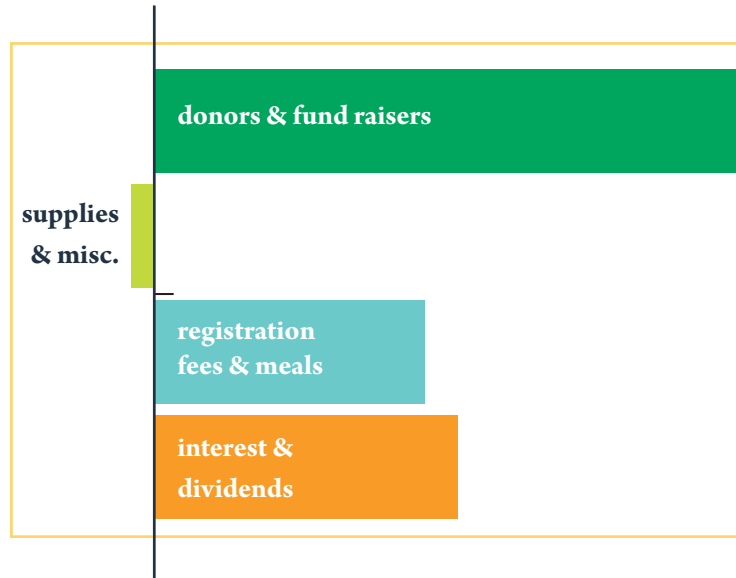 donors & fund raisers
supplies
& misc.
registration
fees & meals
interest &
dividends